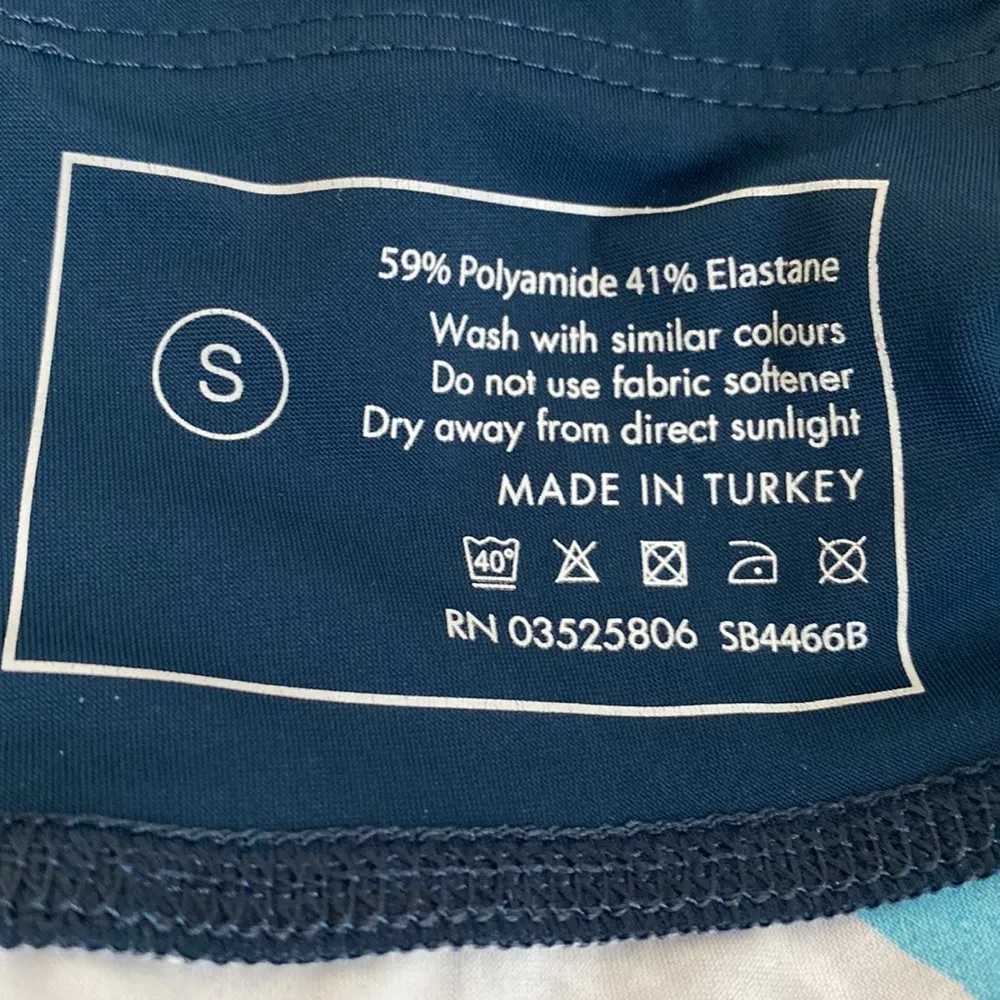 S
59% Polyamide 41% Elastane
Wash with similar colours
Do not use fabric softener
Dry away from direct sunlight
MADE IN TURKEY
40°
RN 03525806 SB4466B